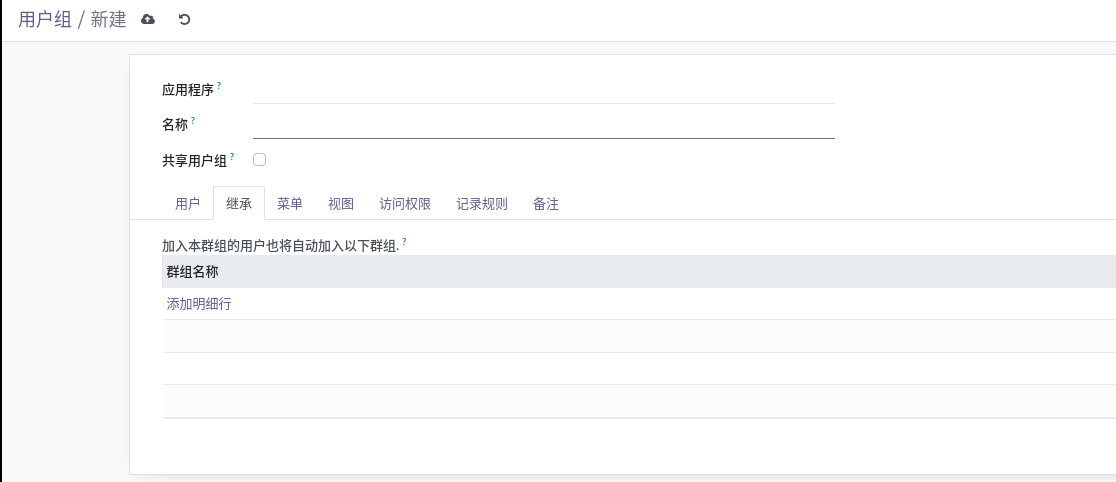 用户组 / 新建
应用程序 ?
名称 ?
共享用户组 ?
用户 继承 菜单 视图 访问权限 记录规则 备注
加入本群组的用户也将自动加入以下群组. ?
群组名称
添加明细行